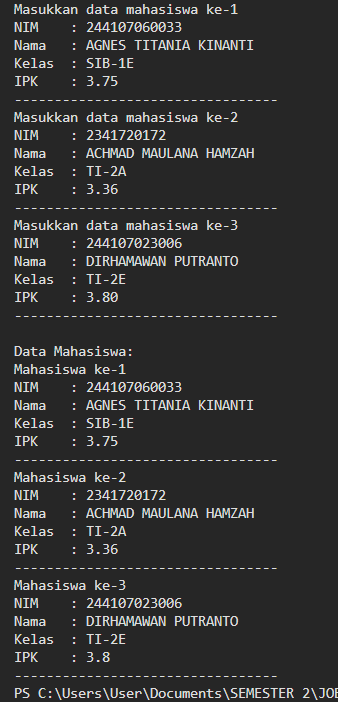 Masukkan data mahasiswa ke-1
NIM    : 244107060033
Nama   : AGNES TITANIA KINANTI
Kelas  : SIB-1E
IPK    : 3.75
---------------------------------
Masukkan data mahasiswa ke-2
NIM    : 2341720172
Nama   : ACHMAD MAULANA HAMZAH
Kelas  : TI-2A
IPK    : 3.36
---------------------------------
Masukkan data mahasiswa ke-3
NIM    : 244107023006
Nama   : DIRHAMAWAN PUTRANTO
Kelas  : TI-2E
IPK    : 3.80
---------------------------------
Data Mahasiswa:
Mahasiswa ke-1
NIM    : 244107060033
Nama   : AGNES TITANIA KINANTI
Kelas  : SIB-1E
IPK    : 3.75
---------------------------------
Mahasiswa ke-2
NIM    : 2341720172
Nama   : ACHMAD MAULANA HAMZAH
Kelas  : TI-2A
IPK    : 3.36
---------------------------------
Mahasiswa ke-3
NIM    : 244107023006
Nama   : DIRHAMAWAN PUTRANTO
Kelas  : TI-2E
IPK    : 3.8
---------------------------------
PS C:\Users\User\Documents\SEMESTER 2\JOB